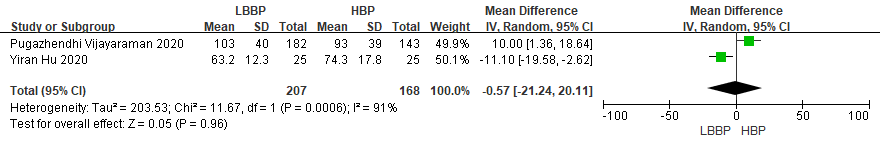 LBBP HBP Mean Difference Mean Difference
Study or Subgroup Mean SD Total Mean SD Total Weight IV, Random, 95% CI IV, Random, 95% CI
Pugazhendhi Vijayaraman 2020 103 40 182 93 39 143 49.9% 10.00 [1.36, 18.64]
Yiran Hu 2020 63.2 12.3 25 74.3 17.8 25 50.1% -11.10 [-19.58, -2.62]
Total (95% CI) 207 168 100.0% -0.57 [-21.24, 20.11]
Heterogeneity: Tau² = 203.53; Chi² = 11.67, df = 1 (P = 0.0006); I² = 91%
Test for overall effect: Z = 0.05 (P = 0.96)
-100 -50 0 50 100
LBBP HBP